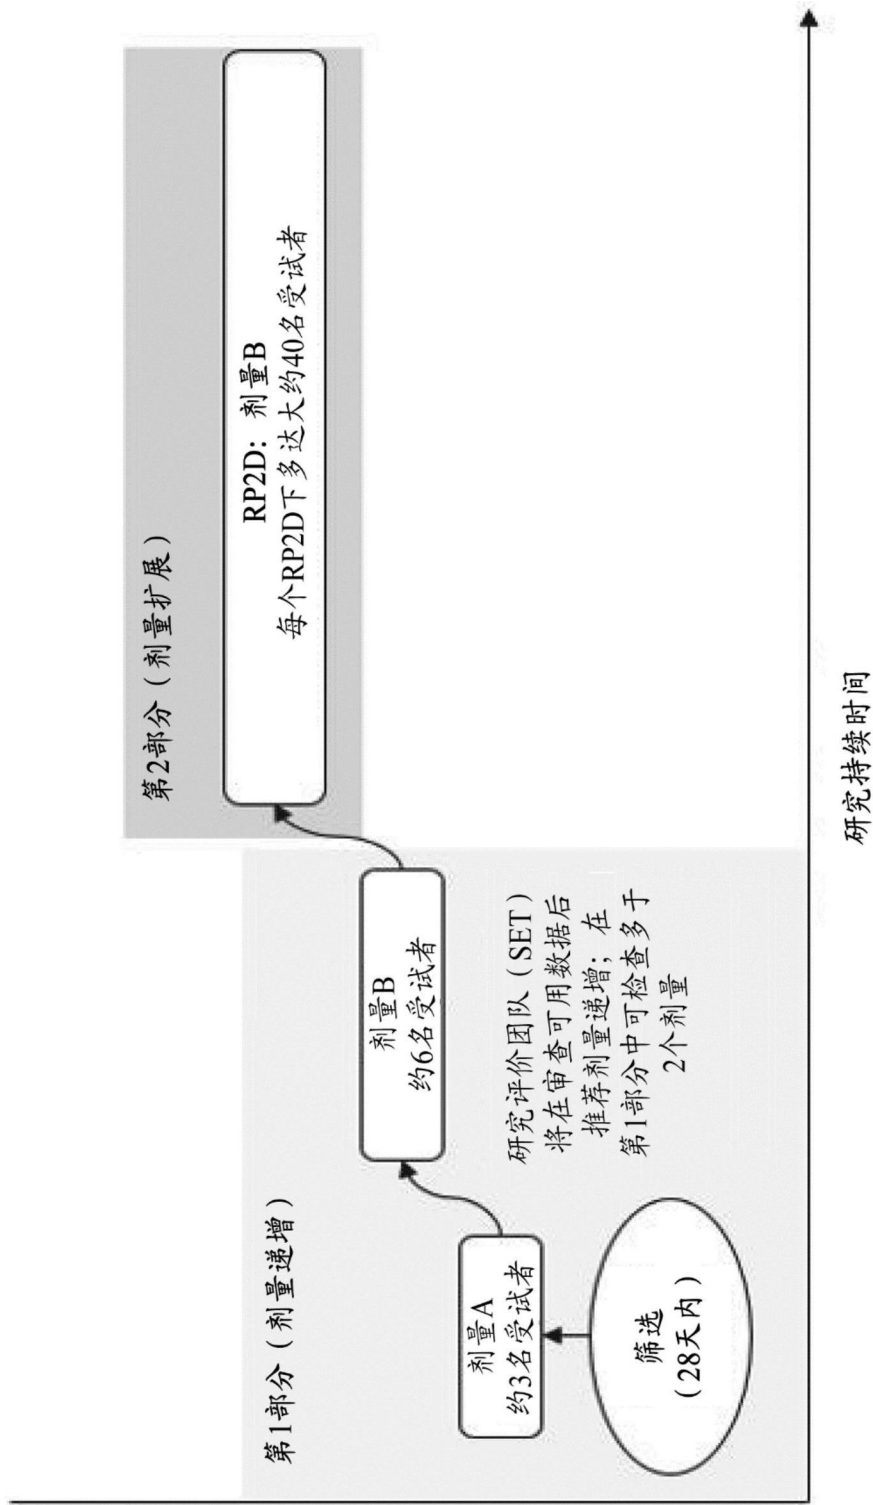 第2部分（剂量扩展）
RP2D：剂量B
每个RP2D下多达大约40名受试者
第1部分（剂量递增）
剂量B
约6名受试者
剂量A
约3名受试者
研究评价团队（SET）
将在审查可用数据后
推荐剂量递增；在
第1部分中可检查多于
2个剂量
筛选
（28天内）
研究持续时间